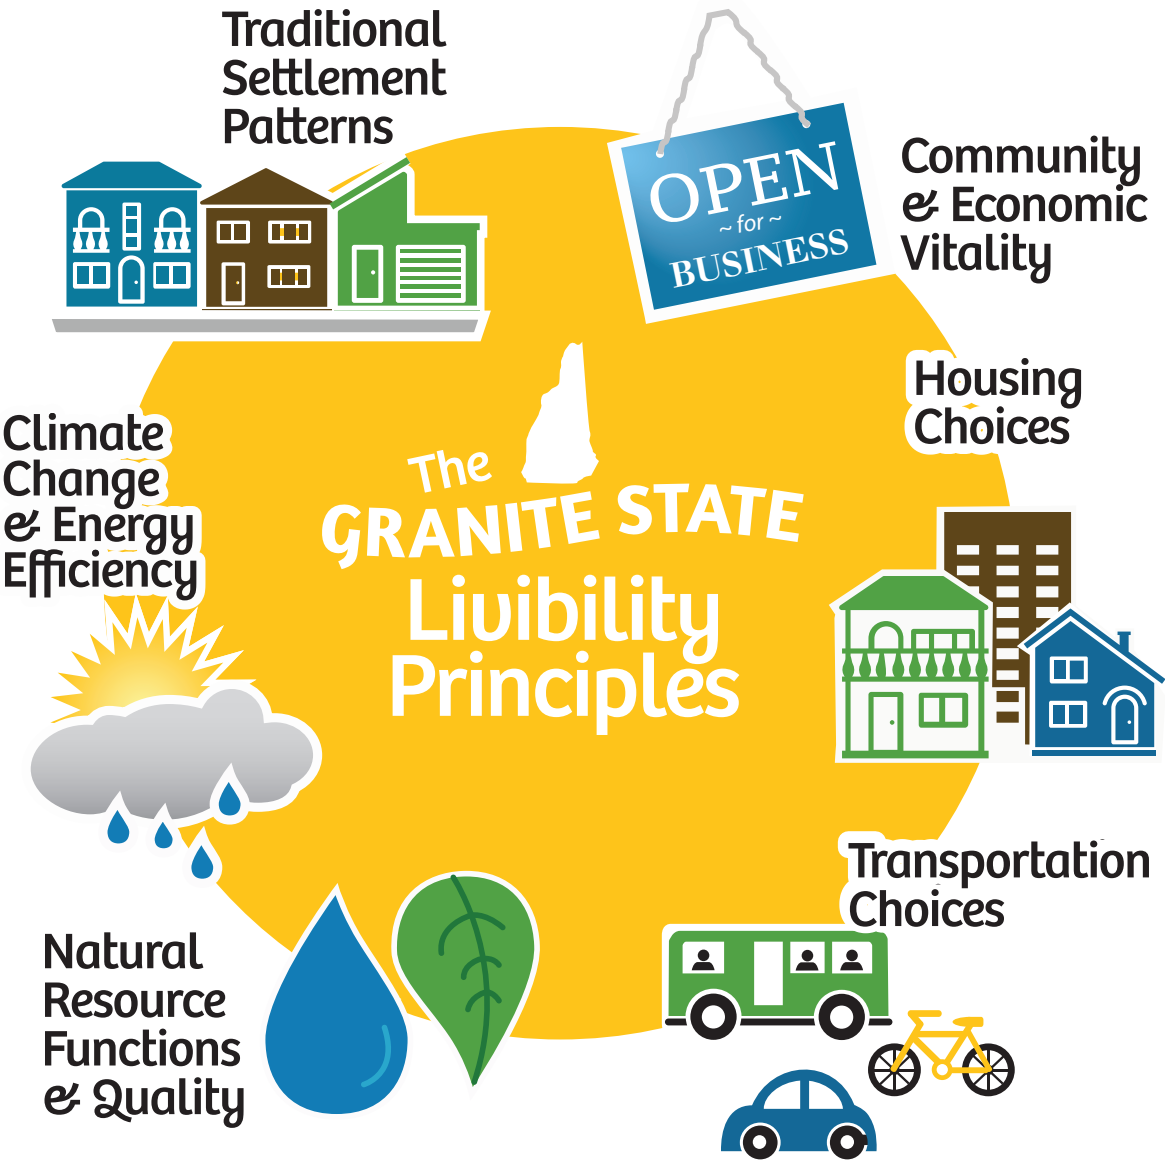 Traditional
Settlement
Patterns
OPEN
~ for ~
BUSINESS
Community
& Economic
Vitality
Housing
Choices
Climate
Change
& Energy
Efficiency
The
GRANITE STATE
Livibility
Principles
Transportation
Choices
Natural
Resource
Functions
& Quality